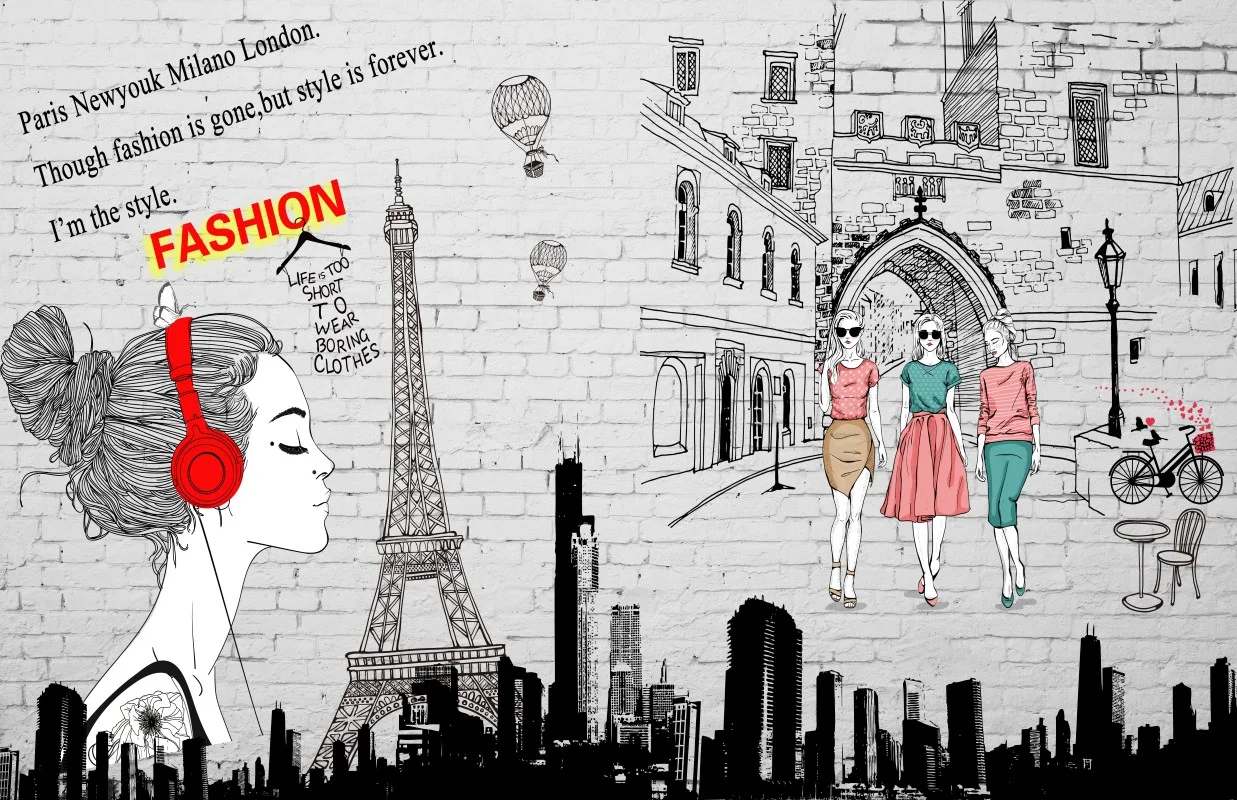 Paris Newyouk Milano London.
Though fashion is gone,but style is forever.
I'm the style.
FASHION
LIFE IS TOO
SHORT
TO
WEAR
BORING
CLOTHES